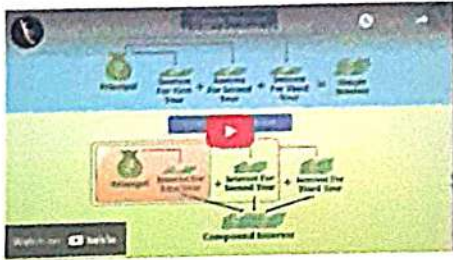 Principal
Interest For First Year
+
Interest For Second Year
+
Interest For Third Year
=
Simple Interest
Principal
Interest For First Year
+
Interest For Second Year
+
Interest For Third Year
Compound Interest
Watch on YouTube